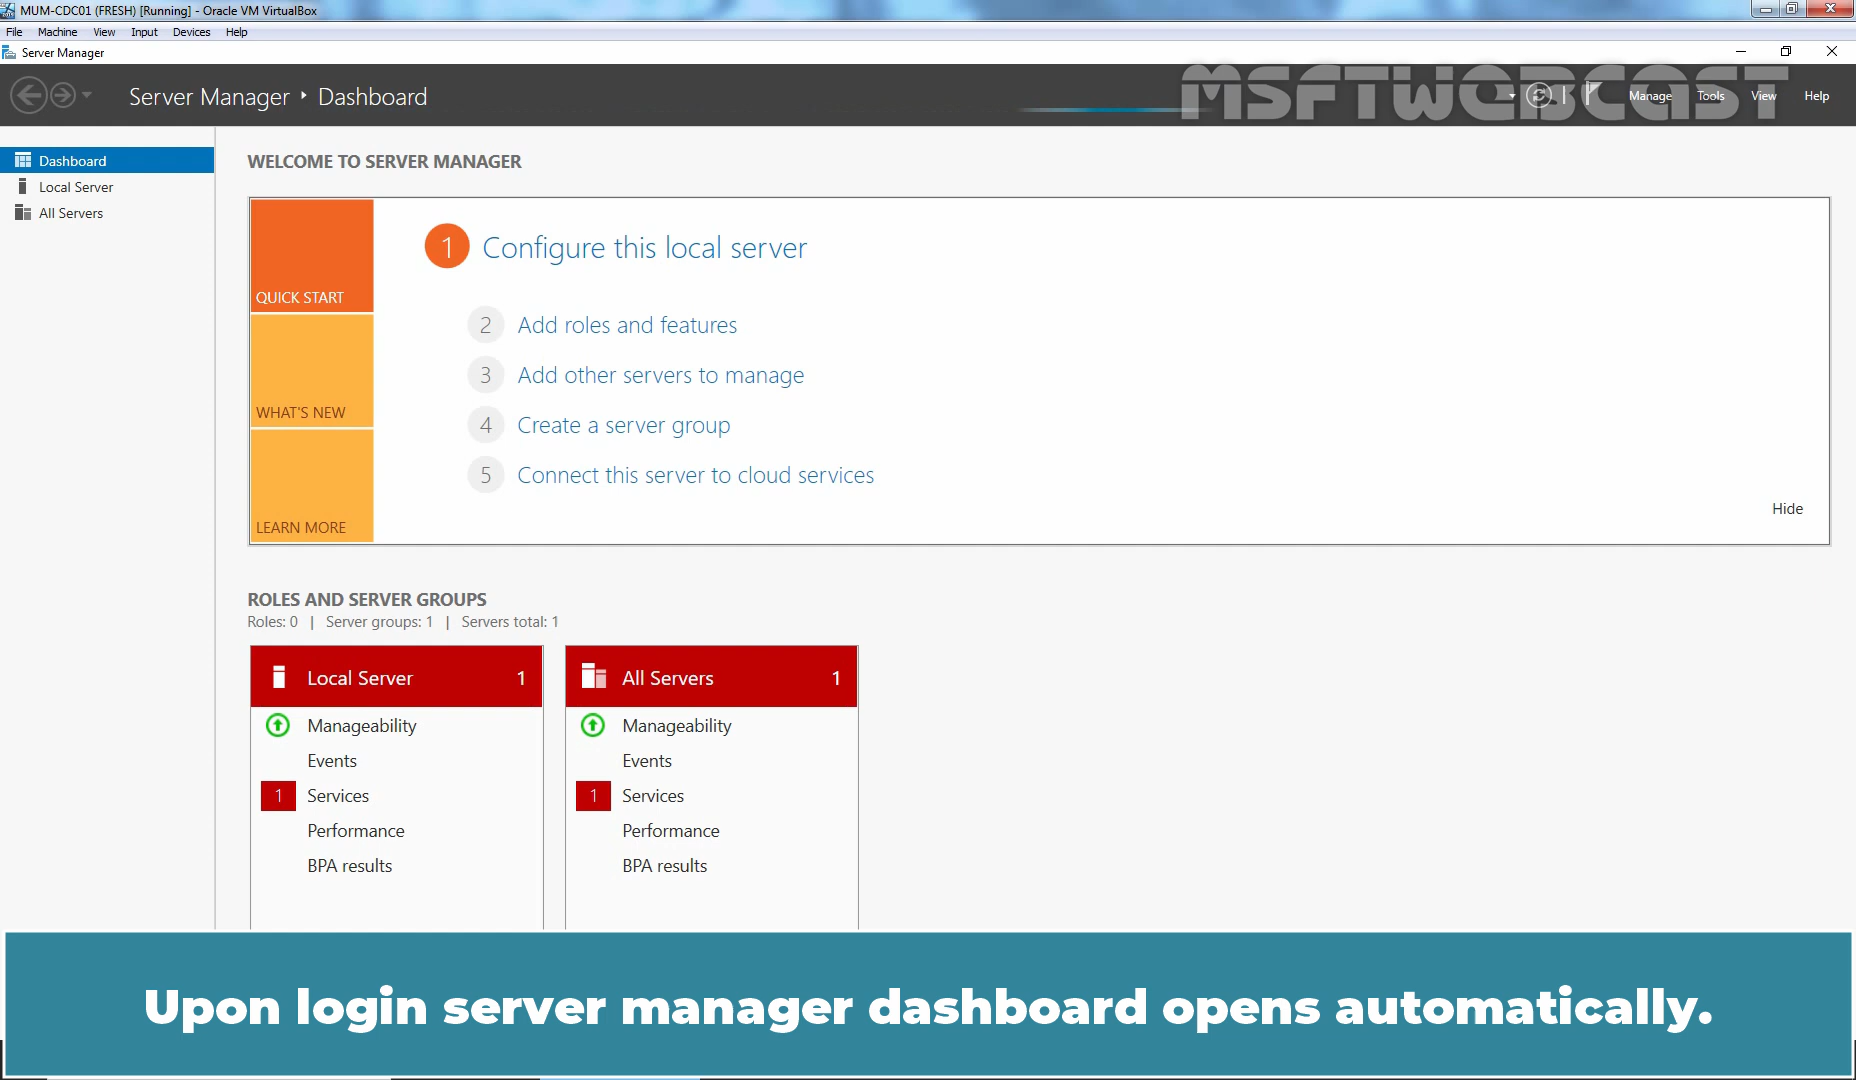 MUM-CDC01 (FRESH) [Running] - Oracle VM VirtualBox
File Machine View Input Devices Help
Server Manager
Server Manager ‣ Dashboard
MSFTWEBCAST
Manage Tools View Help
Dashboard
Local Server
All Servers
WELCOME TO SERVER MANAGER
QUICK START
WHAT'S NEW
LEARN MORE
1 Configure this local server
2 Add roles and features
3 Add other servers to manage
4 Create a server group
5 Connect this server to cloud services
Hide
ROLES AND SERVER GROUPS
Roles: 0 | Server groups: 1 | Servers total: 1
Local Server 1
Manageability
Events
1 Services
Performance
BPA results
All Servers 1
Manageability
Events
1 Services
Performance
BPA results
Upon login server manager dashboard opens automatically.